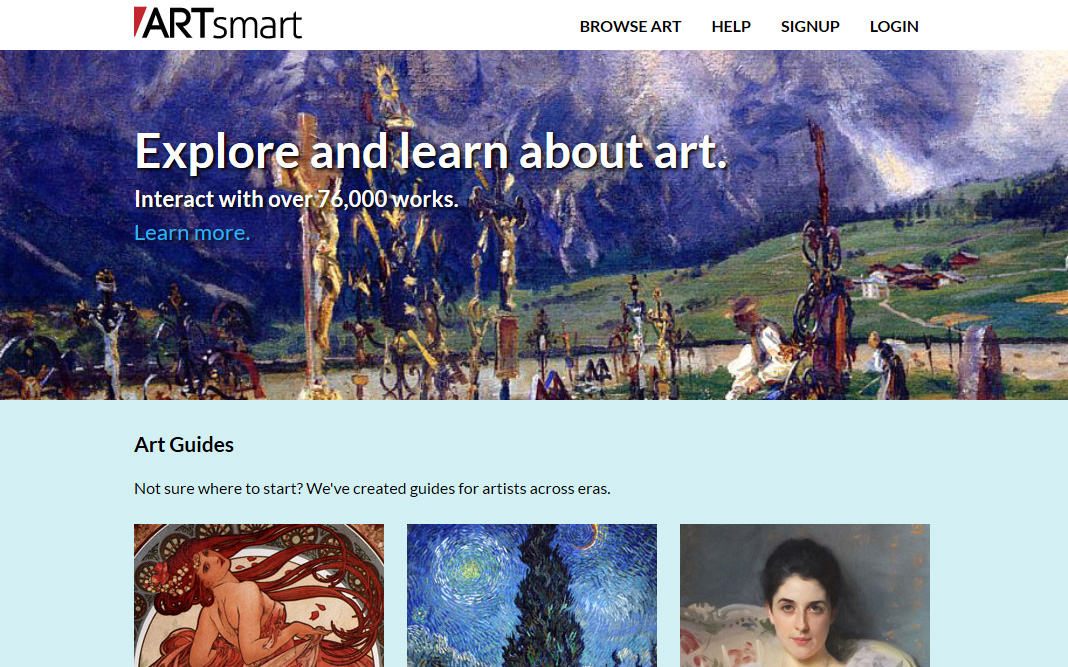 ARTsmart
BROWSE ART HELP SIGNUP LOGIN
Explore and learn about art.
Interact with over 76,000 works.
Learn more.
Art Guides
Not sure where to start? We've created guides for artists across eras.